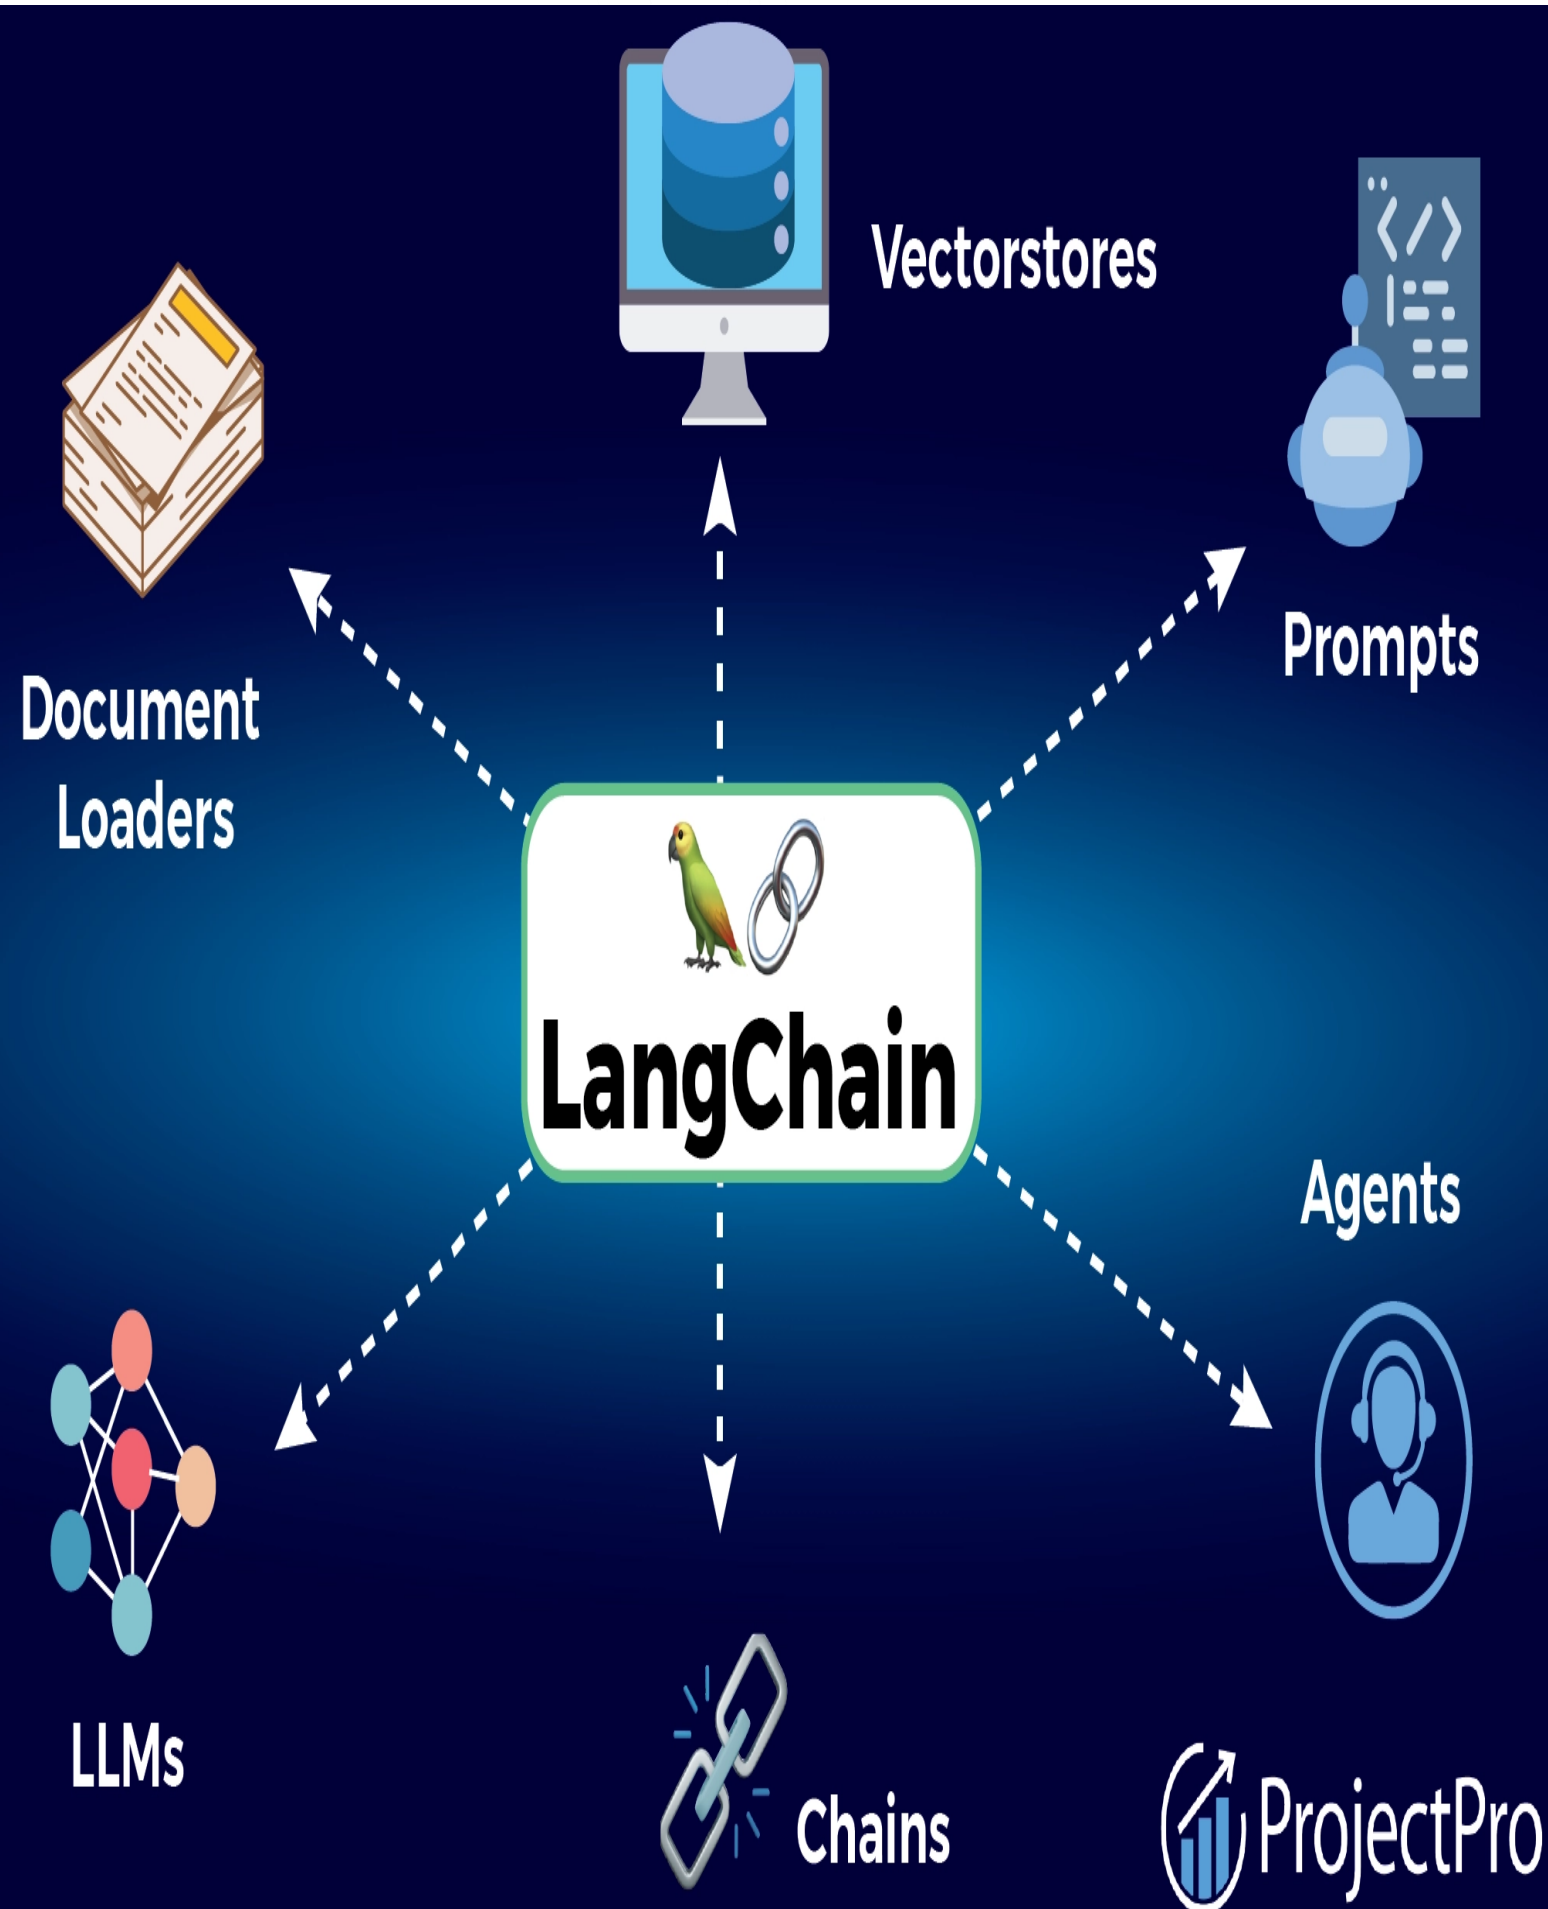 Vectorstores
Prompts
Document
Loaders
LangChain
Agents
LLMs
Chains
ProjectPro